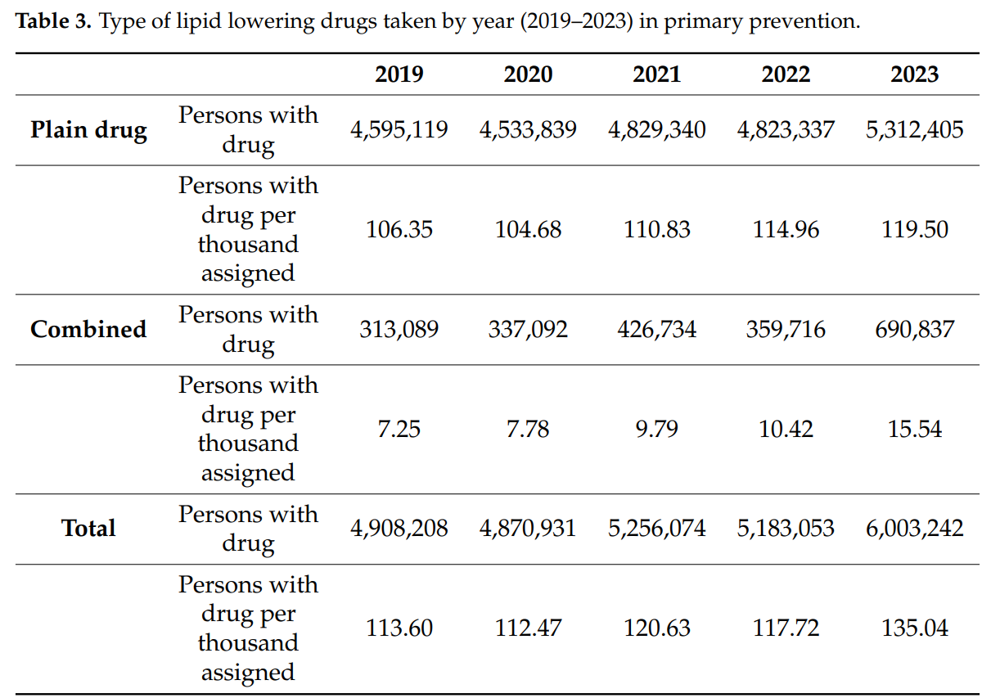 Table 3. Type of lipid lowering drugs taken by year (2019–2023) in primary prevention.
2019 2020 2021 2022 2023
Plain drug Persons with drug 4,595,119 4,533,839 4,829,340 4,823,337 5,312,405
Persons with drug per thousand assigned 106.35 104.68 110.83 114.96 119.50
Combined Persons with drug 313,089 337,092 426,734 359,716 690,837
Persons with drug per thousand assigned 7.25 7.78 9.79 10.42 15.54
Total Persons with drug 4,908,208 4,870,931 5,256,074 5,183,053 6,003,242
Persons with drug per thousand assigned 113.60 112.47 120.63 117.72 135.04